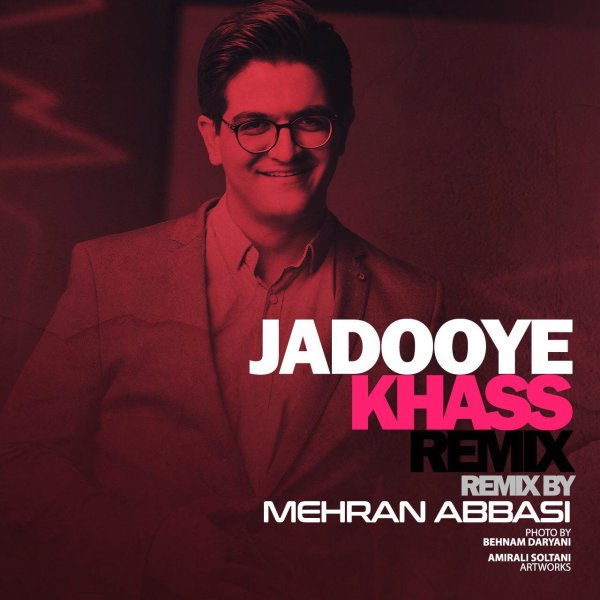 JADOOYE
KHASS
REMIX
REMIX BY
MEHRAN ABBASI
PHOTO BY
BEHNAM DARYANI
AMIRALI SOLTANI
ARTWORKS